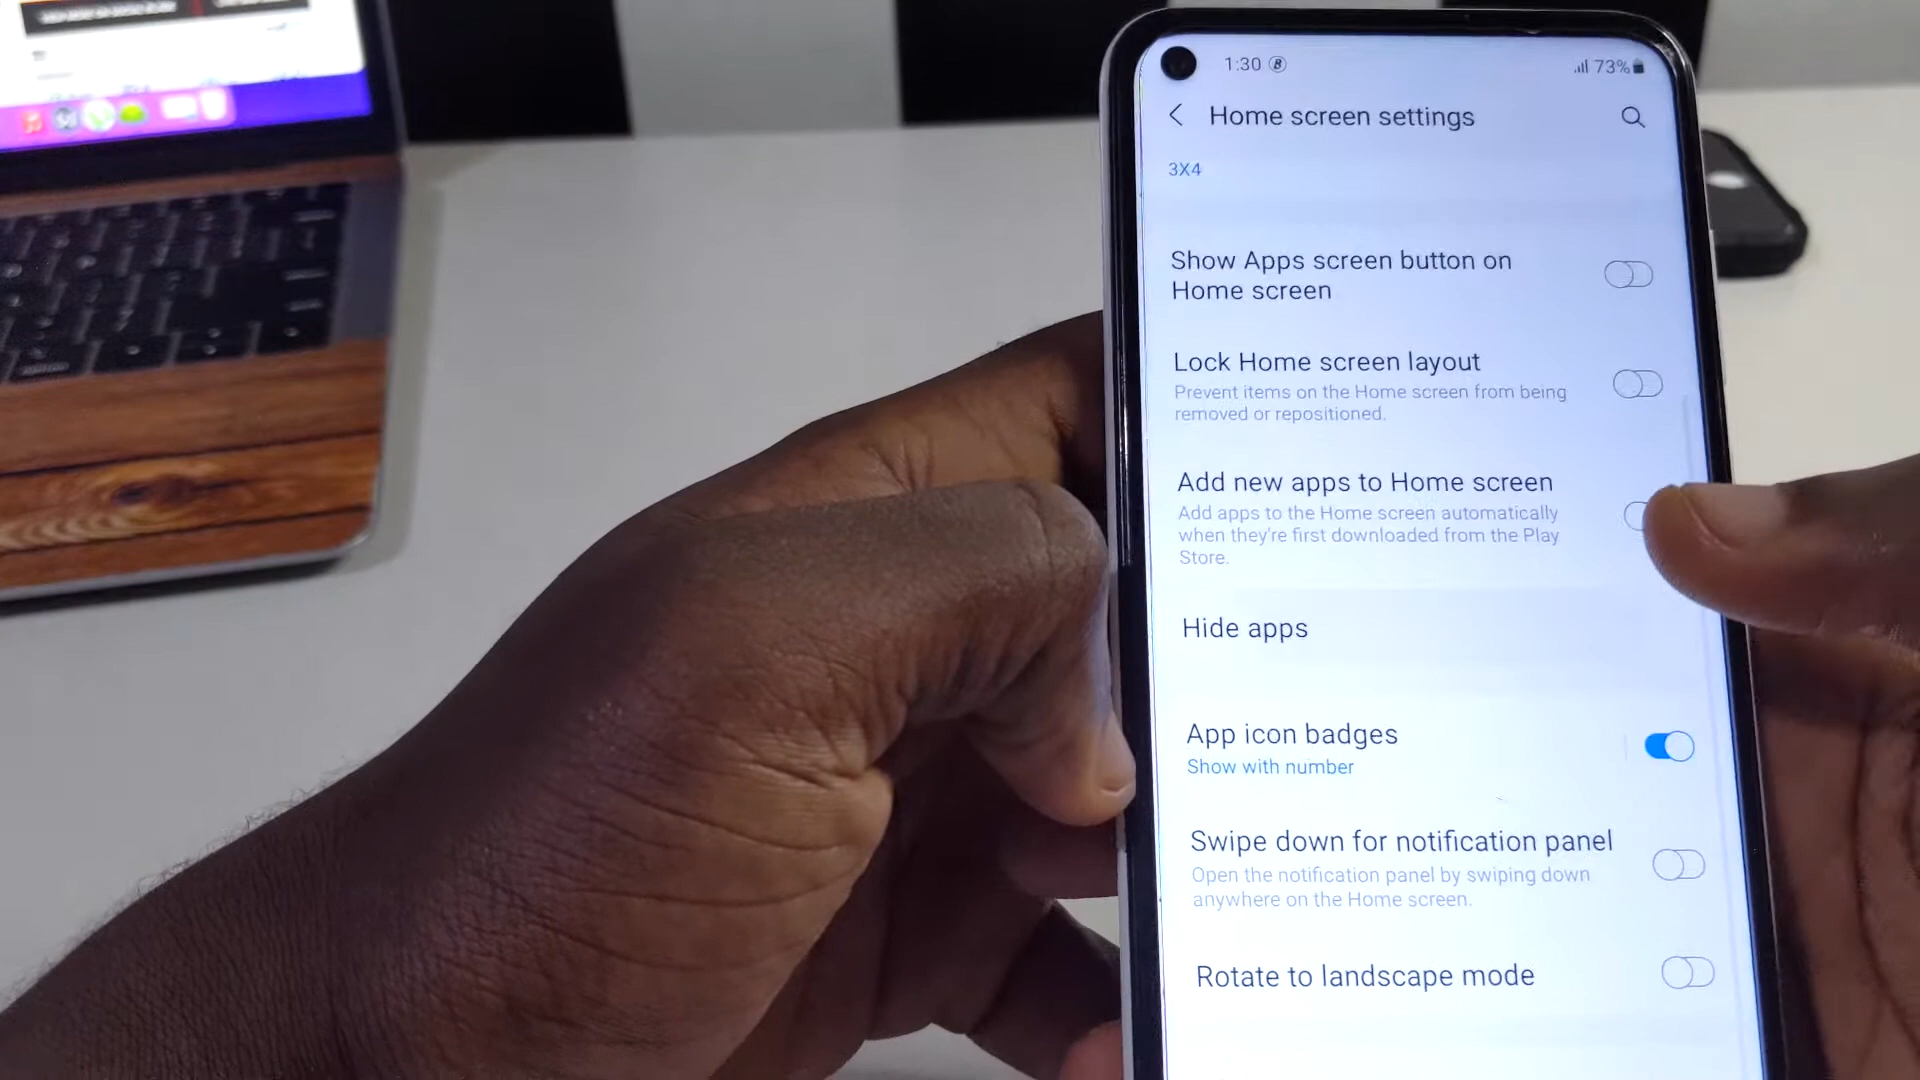 1:30
73%
Home screen settings
3X4
Show Apps screen button on
Home screen
Lock Home screen layout
Prevent items on the Home screen from being
removed or repositioned.
Add new apps to Home screen
Add apps to the Home screen automatically
when they're first downloaded from the Play
Store.
Hide apps
App icon badges
Show with number
Swipe down for notification panel
Open the notification panel by swiping down
anywhere on the Home screen.
Rotate to landscape mode